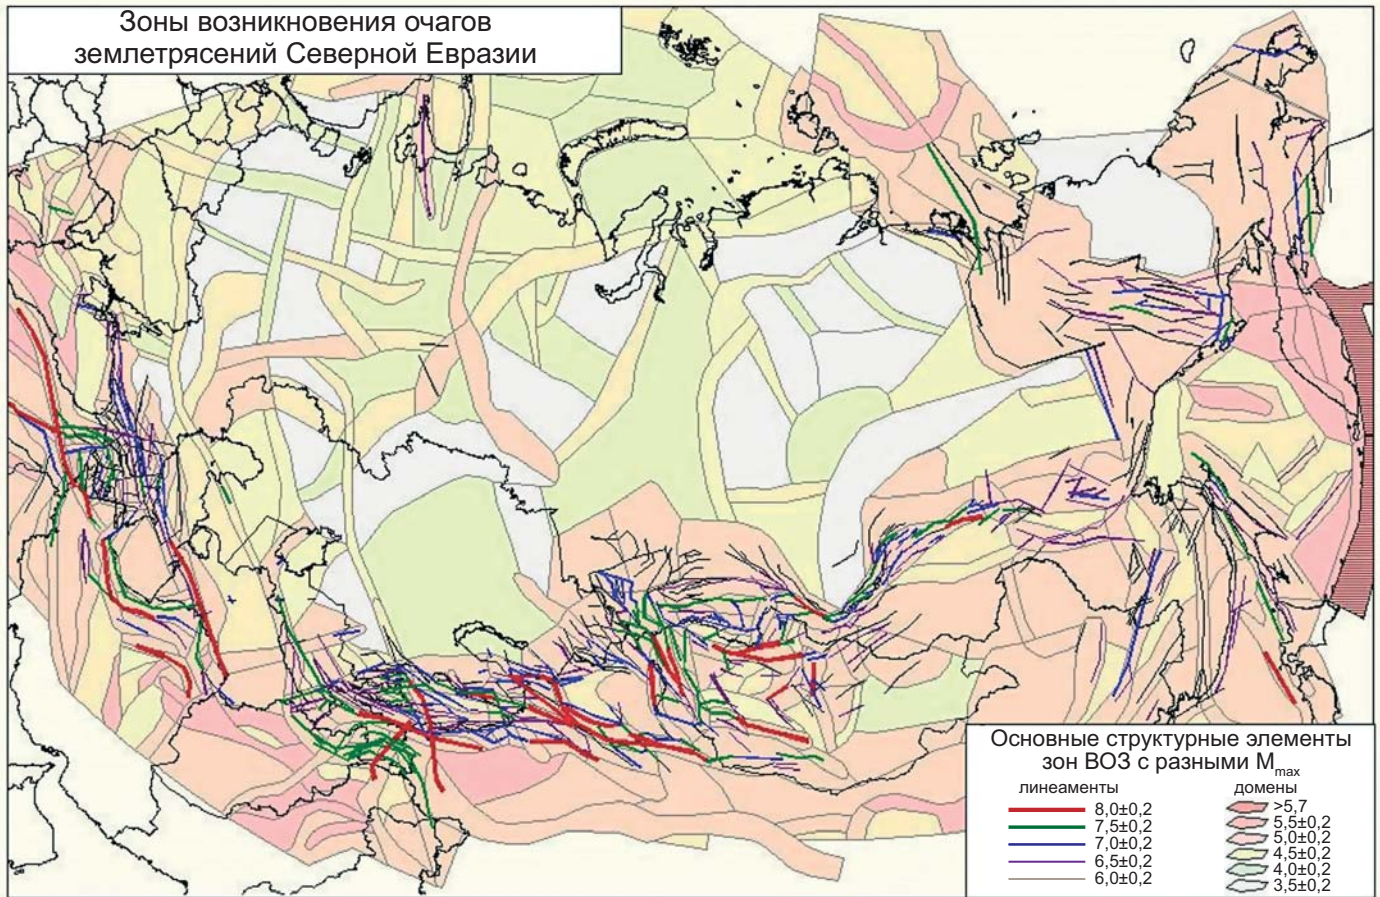 Зоны возникновения очагов
землетрясений Северной Евразии
Основные структурные элементы
зон ВОЗ с разными Mmax
линеаменты
8,0±0,2
7,5±0,2
7,0±0,2
6,5±0,2
6,0±0,2
домены
>5,7
5,5±0,2
5,0±0,2
4,5±0,2
4,0±0,2
3,5±0,2